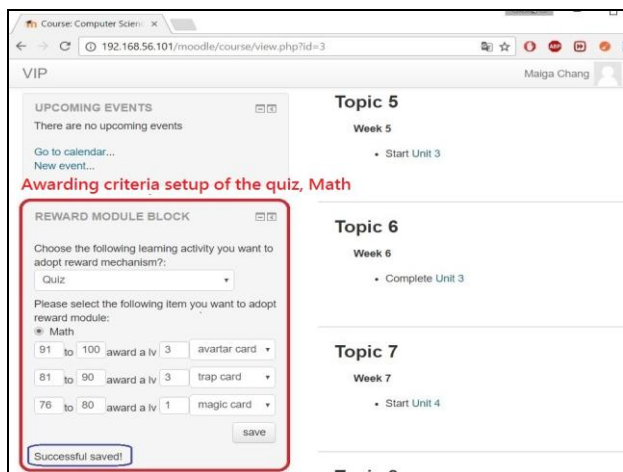 Course: Computer Scien
192.168.56.101/moodle/course/view.php?id=3
VIP
Maiga Chang
UPCOMING EVENTS
There are no upcoming events
Go to calendar...
New event...
Awarding criteria setup of the quiz, Math
REWARD MODULE BLOCK
Choose the following learning activity you want to
adopt reward mechanism?:
Quiz
Please select the following item you want to adopt
reward module:
Math
91 to 100 award a lv 3 avartar card
81 to 90 award a lv 3 trap card
76 to 80 award a lv 1 magic card
save
Successful saved!
Topic 5
Week 5
Start Unit 3
Topic 6
Week 6
Complete Unit 3
Topic 7
Week 7
Start Unit 4